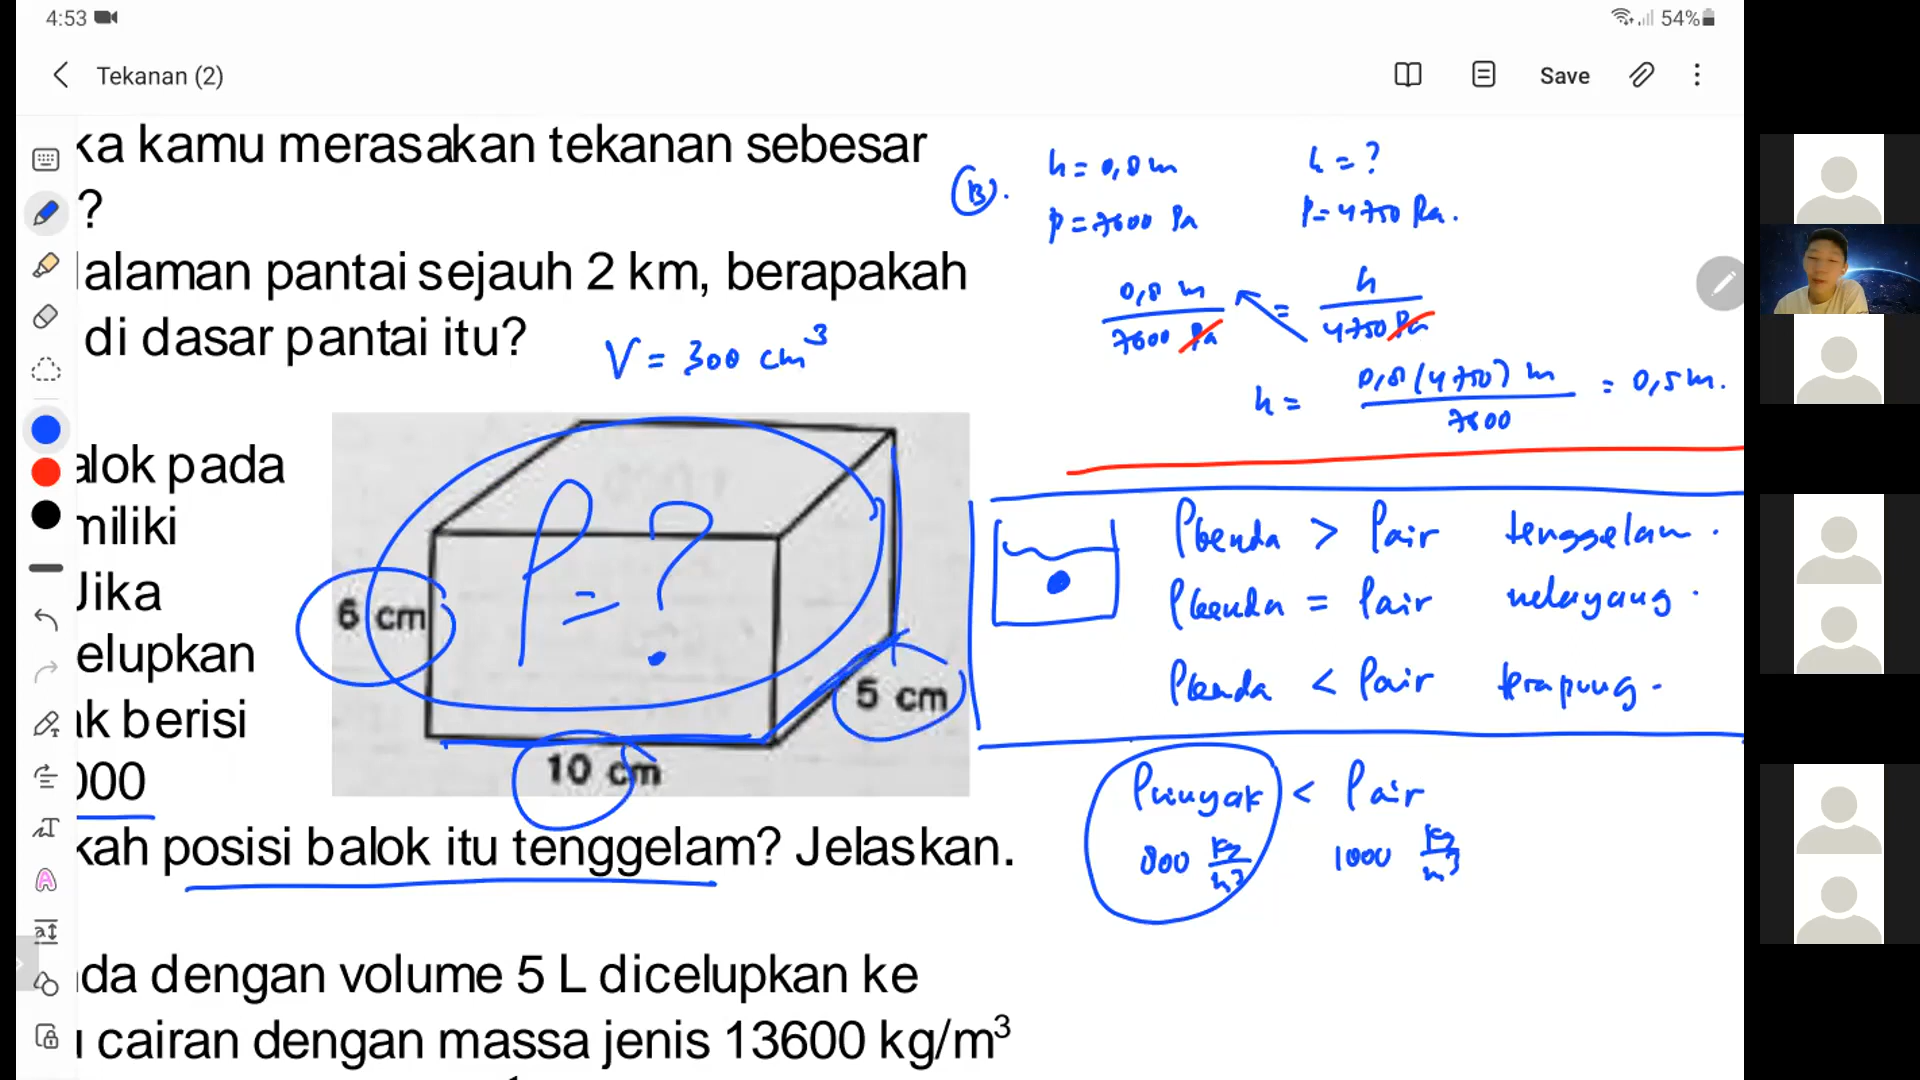 4:53
54%
Tekanan (2)
Save
ka kamu merasakan tekanan sebesar
?
alaman pantai sejauh 2 km, berapakah
di dasar pantai itu?
V = 300 cm³
alok pada
miliki
Jika
elupkan
ak berisi
000
6 cm
5 cm
10 cm
ρ = ?
kah posisi balok itu tenggelam? Jelaskan.
da dengan volume 5 L dicelupkan ke
cairan dengan massa jenis 13600 kg/m³
B.
h = 0,8 m
h = ?
P = 7600 Pa
P = 4750 Pa.
0,8 m / 7600 Pa = h / 4750 Pa
h = 0,8 (4750) m / 7600 = 0,5 m.
ρbenda > ρair tenggelam.
ρbenda = ρair melayang.
ρbenda < ρair terapung.
ρminyak < ρair
800 kg/m³
1000 kg/m³